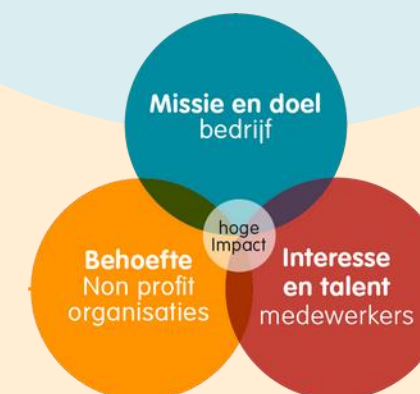 Missie en doel
bedrijf
hoge
Impact
Behoefte
Non profit
organisaties
Interesse
en talent
medewerkers